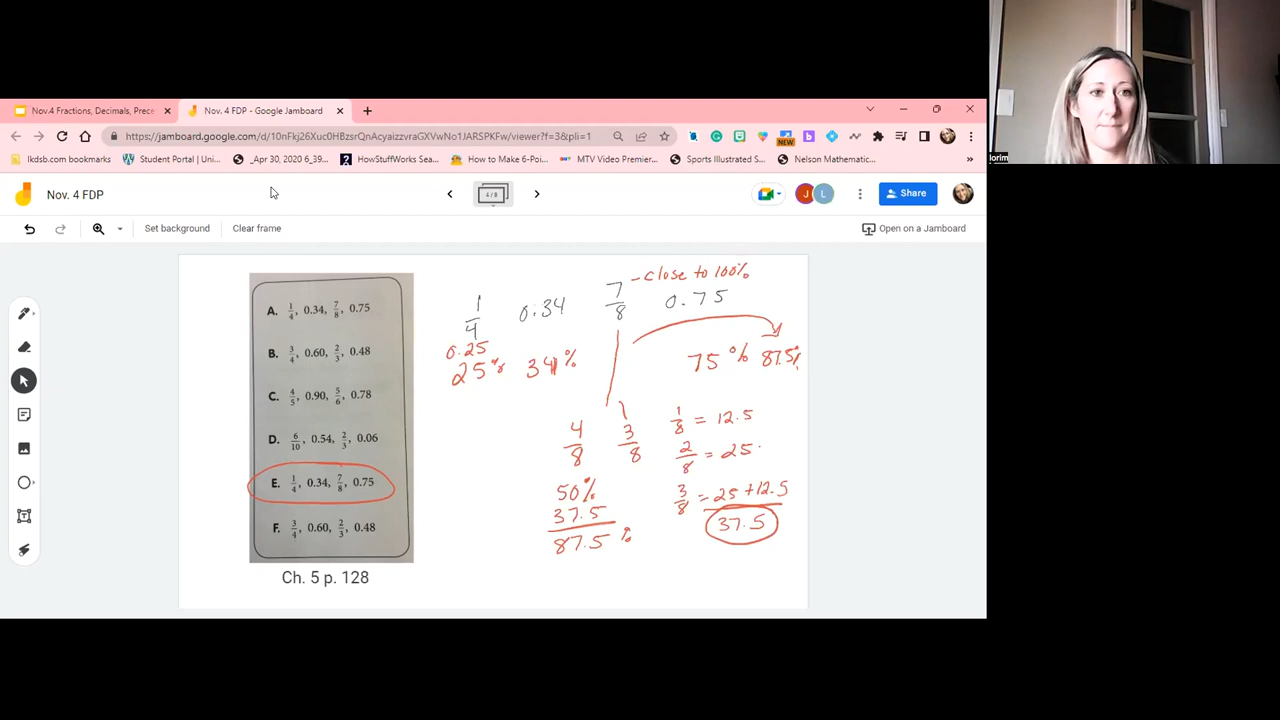 Nov.4 Fractions, Decimals, Prece
Nov. 4 FDP - Google Jamboard
jamboard.google.com/d/10nFkj26Xuc0HBzsrQnAcyaizzvraGXVwNo1JARSPKFw/viewer?f=3&pli=1
NEW
lkdsb.com bookmarks
Student Portal | Uni...
_Apr 30, 2020 6_39...
HowStuffWorks Sea...
How to Make 6-Poi...
MTV Video Premier...
Sports Illustrated S...
Nelson Mathematic...
»
lorim
Nov. 4 FDP
4 / 8
J
L
Share
Set background
Clear frame
Open on a Jamboard
A. 1/4, 0.34, 7/8, 0.75
B. 3/4, 0.60, 2/3, 0.48
C. 4/5, 0.90, 5/6, 0.78
D. 6/10, 0.54, 2/3, 0.06
E. 1/4, 0.34, 7/8, 0.75
F. 3/4, 0.60, 2/3, 0.48
Ch. 5 p. 128
- close to 100%
1/4 0.34 7/8 0.75
0.25
25% 34% 75% 87.5%
4/8 3/8
50%
37.5
87.5%
1/8 = 12.5
2/8 = 25
3/8 = 25 + 12.5
37.5